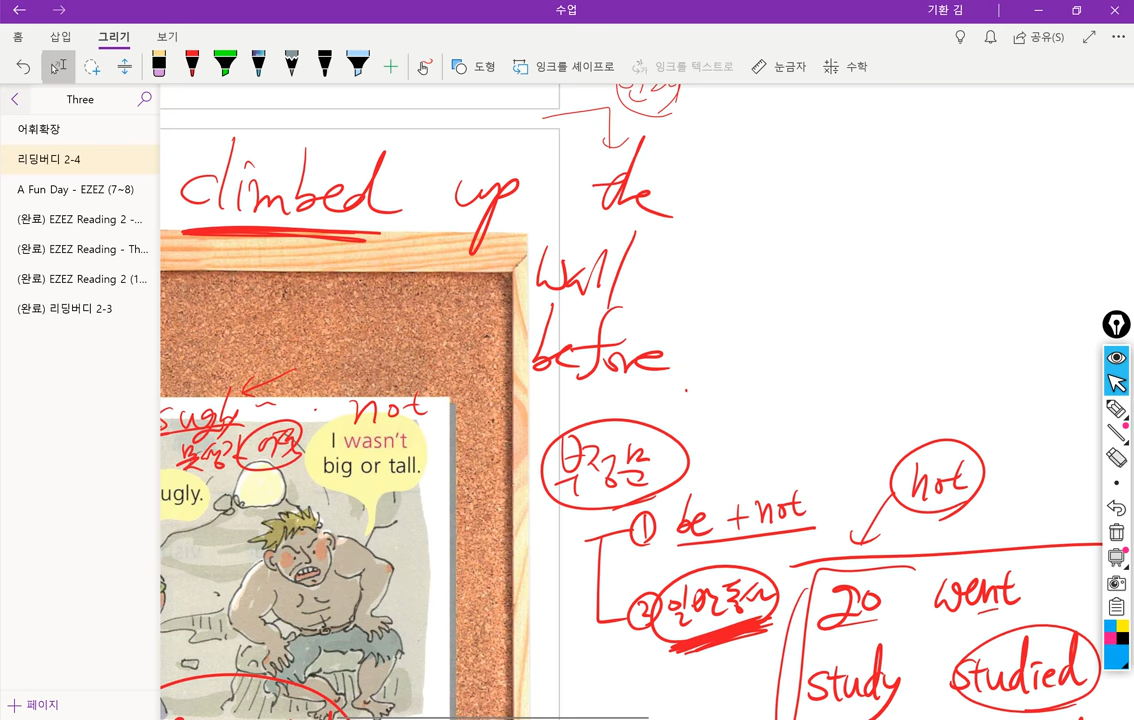 수업
기환 김
홈 삽입 그리기 보기
공유(S)
도형 잉크를 셰이프로 잉크를 텍스트로 눈금자 수학
Three
어휘확장
리딩버디 2-4
A Fun Day - EZEZ (7~8)
(완료) EZEZ Reading 2 -...
(완료) EZEZ Reading - Th...
(완료) EZEZ Reading 2 (1...
(완료) 리딩버디 2-3
페이지
climbed up the
wall
before
ugly
not
I wasn't
big or tall.
ugly.
부정문
① be + not
② 일반동사
not
go went
study studied